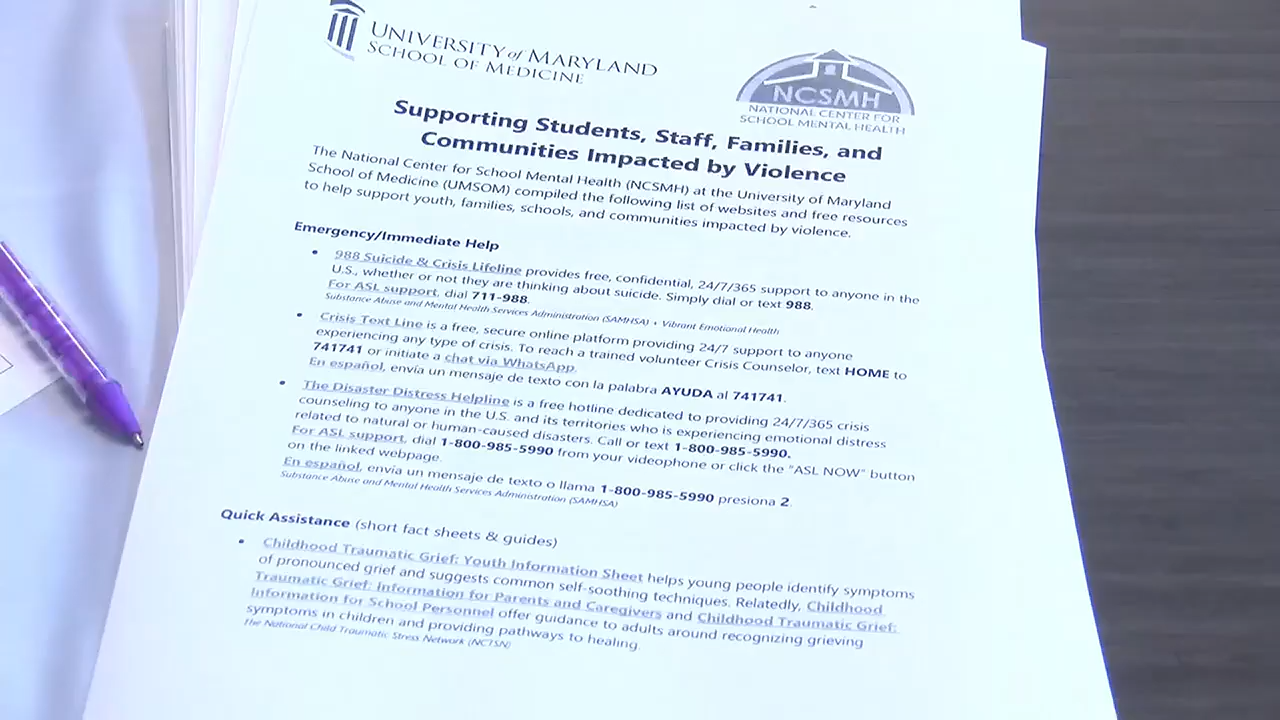 UNIVERSITY of MARYLAND
SCHOOL OF MEDICINE
NCSMH
NATIONAL CENTER FOR
SCHOOL MENTAL HEALTH
Supporting Students, Staff, Families, and
Communities Impacted by Violence
The National Center for School Mental Health (NCSMH) at the University of Maryland
School of Medicine (UMSOM) compiled the following list of websites and free resources
to help support youth, families, schools, and communities impacted by violence.
Emergency/Immediate Help
• 988 Suicide & Crisis Lifeline provides free, confidential, 24/7/365 support to anyone in the
U.S., whether or not they are thinking about suicide. Simply dial or text 988.
For ASL support, dial 711-988.
Substance Abuse and Mental Health Services Administration (SAMHSA) • Vibrant Emotional Health
• Crisis Text Line is a free, secure online platform providing 24/7 support to anyone
experiencing any type of crisis. To reach a trained volunteer Crisis Counselor, text HOME to
741741 or initiate a chat via WhatsApp.
En español, envía un mensaje de texto con la palabra AYUDA al 741741.
• The Disaster Distress Helpline is a free hotline dedicated to providing 24/7/365 crisis
counseling to anyone in the U.S. and its territories who is experiencing emotional distress
related to natural or human-caused disasters. Call or text 1-800-985-5990.
For ASL support, dial 1-800-985-5990 from your videophone or click the "ASL NOW" button
on the linked webpage.
En español, envía un mensaje de texto o llama 1-800-985-5990 presiona 2.
Substance Abuse and Mental Health Services Administration (SAMHSA)
Quick Assistance (short fact sheets & guides)
• Childhood Traumatic Grief: Youth Information Sheet helps young people identify symptoms
of pronounced grief and suggests common self-soothing techniques. Relatedly, Childhood
Traumatic Grief: Information for Parents and Caregivers and Childhood Traumatic Grief:
Information for School Personnel offer guidance to adults around recognizing grieving
symptoms in children and providing pathways to healing.
The National Child Traumatic Stress Network (NCTSN)